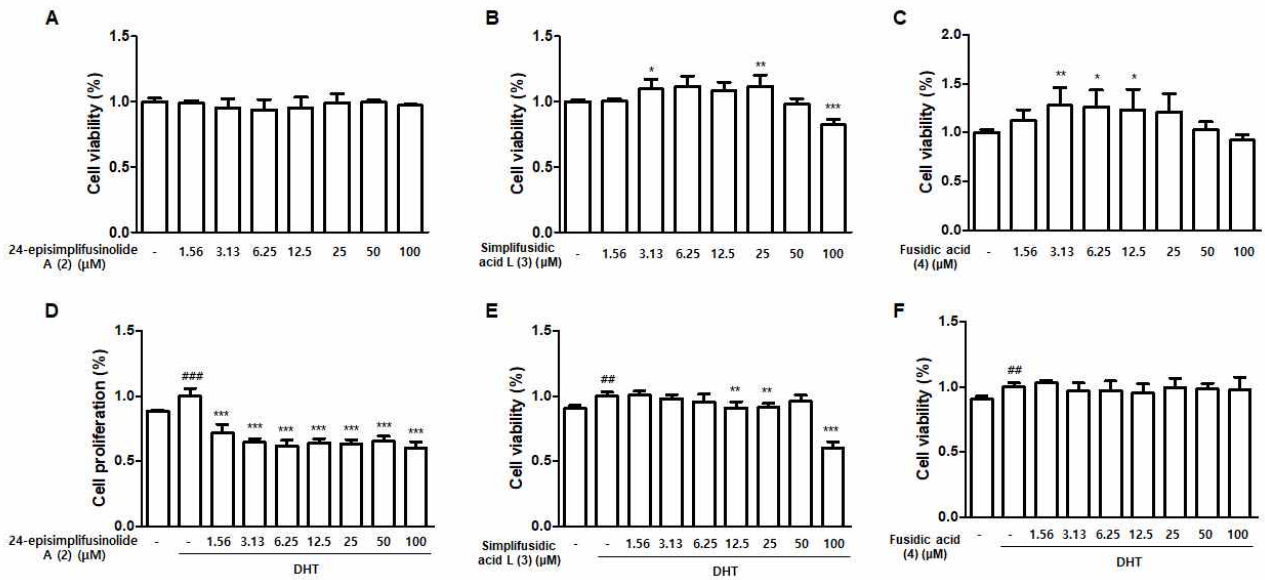 A
Cell viability (%)
1.5
1.0
0.5
0.0
24-episimplifusinolide
A (2) (µM)
- 1.56 3.13 6.25 12.5 25 50 100
B
Cell viability (%)
1.5
1.0
0.5
0.0
* ** ***
Simplifusidic
acid L (3) (µM)
- 1.56 3.13 6.25 12.5 25 50 100
C
Cell viability (%)
2.0
1.5
1.0
0.5
0.0
** * *
Fusidic acid
(4) (µM)
- 1.56 3.13 6.25 12.5 25 50 100
D
Cell proliferation (%)
1.5
1.0
0.5
0.0
### *** *** *** *** *** *** ***
24-episimplifusinolide
A (2) (µM)
- - 1.56 3.13 6.25 12.5 25 50 100
DHT
E
Cell viability (%)
1.5
1.0
0.5
0.0
## ** ** ***
Simplifusidic
acid L (3) (µM)
- - 1.56 3.13 6.25 12.5 25 50 100
DHT
F
Cell viability (%)
1.5
1.0
0.5
0.0
##
Fusidic acid
(4) (µM)
- - 1.56 3.13 6.25 12.5 25 50 100
DHT